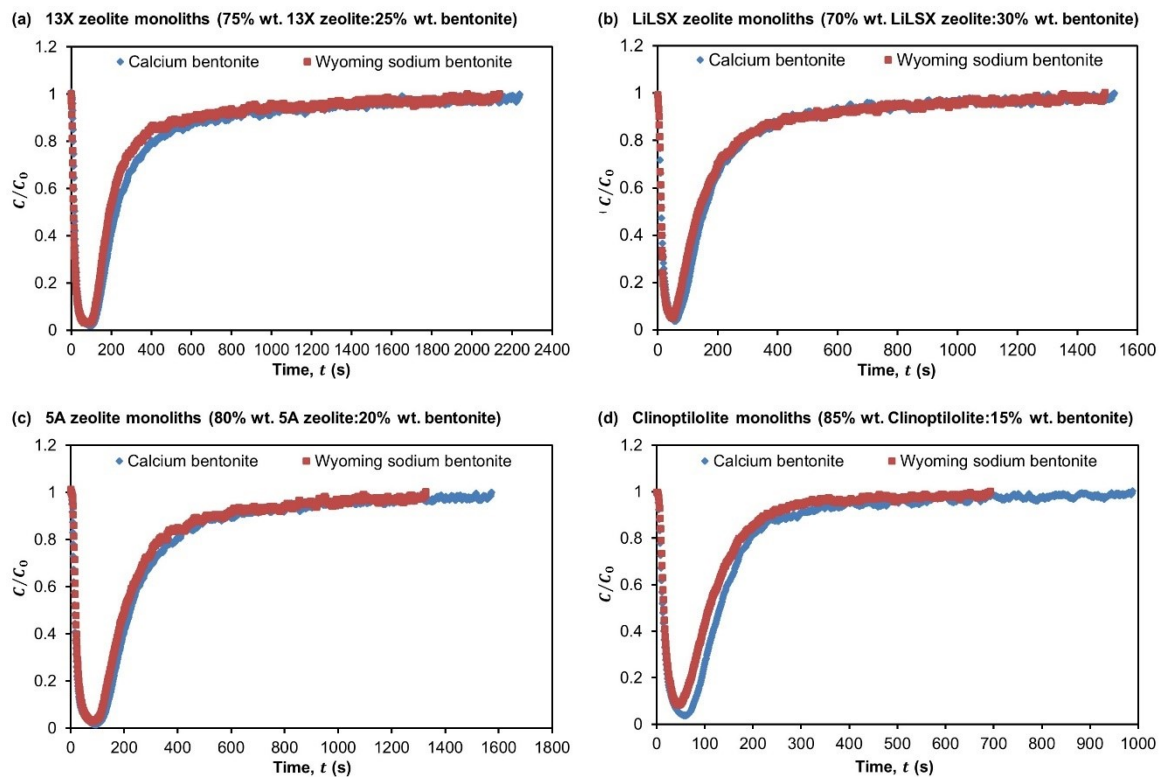 (a) 13X zeolite monoliths (75% wt. 13X zeolite:25% wt. bentonite)
1.2
1
0.8
0.6
0.4
0.2
0
C/C₀
Calcium bentonite
Wyoming sodium bentonite
0 200 400 600 800 1000 1200 1400 1600 1800 2000 2200 2400
Time, t (s)
(b) LiLSX zeolite monoliths (70% wt. LiLSX zeolite:30% wt. bentonite)
1.2
1
0.8
0.6
0.4
0.2
0
C/C₀
Calcium bentonite
Wyoming sodium bentonite
0 200 400 600 800 1000 1200 1400 1600
Time, t (s)
(c) 5A zeolite monoliths (80% wt. 5A zeolite:20% wt. bentonite)
1.2
1
0.8
0.6
0.4
0.2
0
C/C₀
Calcium bentonite
Wyoming sodium bentonite
0 200 400 600 800 1000 1200 1400 1600 1800
Time, t (s)
(d) Clinoptilolite monoliths (85% wt. Clinoptilolite:15% wt. bentonite)
1.2
1
0.8
0.6
0.4
0.2
0
C/C₀
Calcium bentonite
Wyoming sodium bentonite
0 100 200 300 400 500 600 700 800 900 1000
Time, t (s)